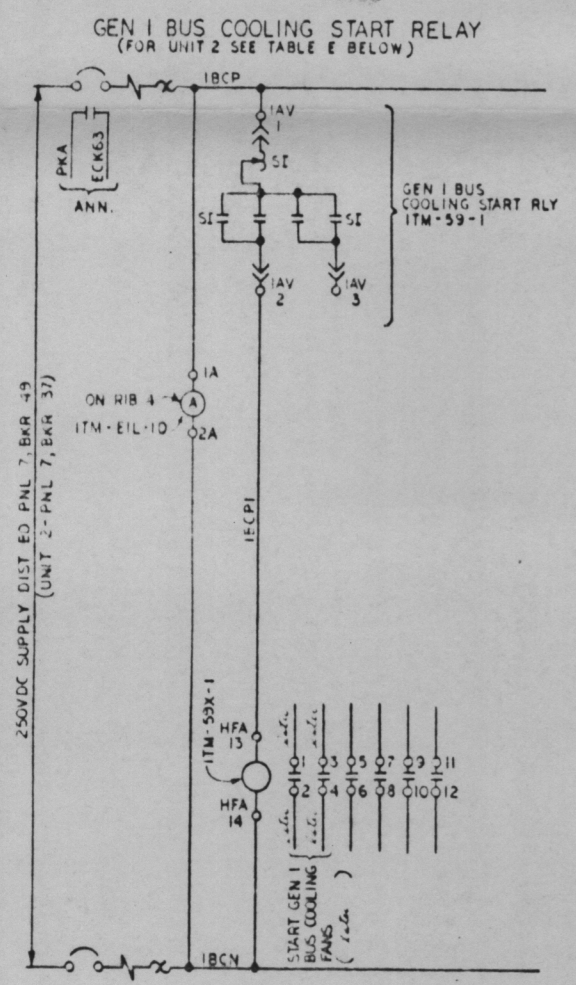 GEN 1 BUS COOLING START RELAY
(FOR UNIT 2 SEE TABLE E BELOW)
1BCP
PKA
ECK63
ANN.
1AV
1
SI
SI
SI
1AV
2
1AV
3
GEN 1 BUS
COOLING START RLY
1TM-59-1
250VDC SUPPLY DIST ED PNL 7, BKR 49
(UNIT 2- PNL 7, BKR 37)
1A
ON RIB 4
A
1TM-EIL-1D
2A
1BCP1
1TM-59X-1
HFA
13
HFA
14
1 3 5 7 9 11
2 4 6 8 10 12
START GEN 1
BUS COOLING
FANS
1BCN